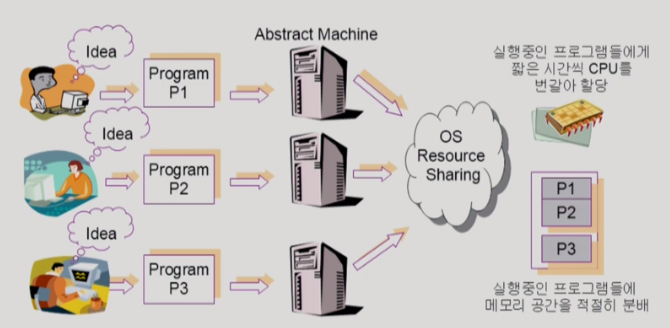 Abstract Machine
Idea
Program
P1
Idea
Program
P2
Idea
Program
P3
OS
Resource
Sharing
실행중인 프로그램들에게
짧은 시간씩 CPU를
번갈아 할당
P1
P2
P3
실행중인 프로그램들에
메모리 공간을 적절히 분배